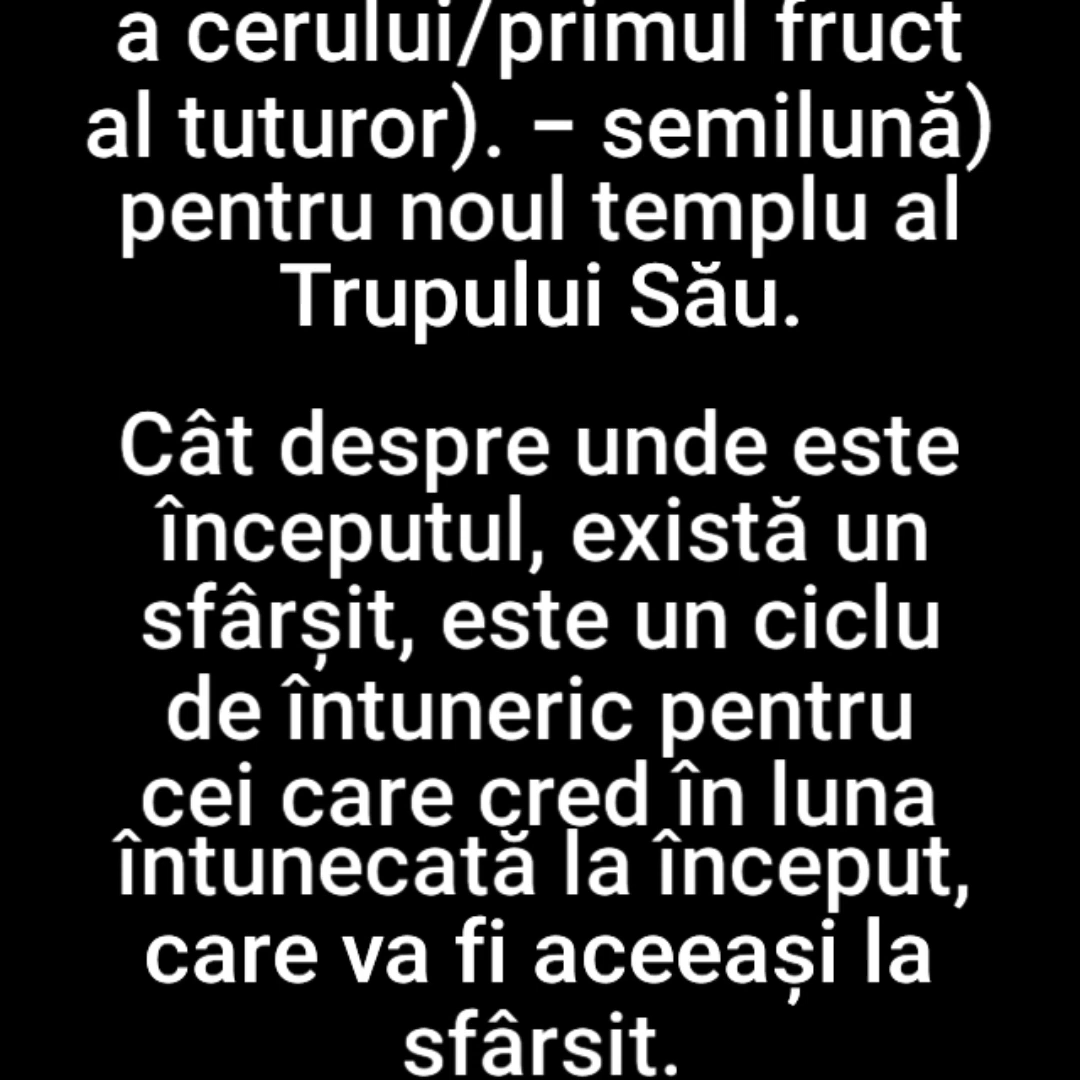 a cerului/primul fruct
al tuturor). – semilună)
pentru noul templu al
Trupului Său.
Cât despre unde este
începutul, există un
sfârșit, este un ciclu
de întuneric pentru
cei care cred în luna
întunecată la început,
care va fi aceeași la
sfârsit.